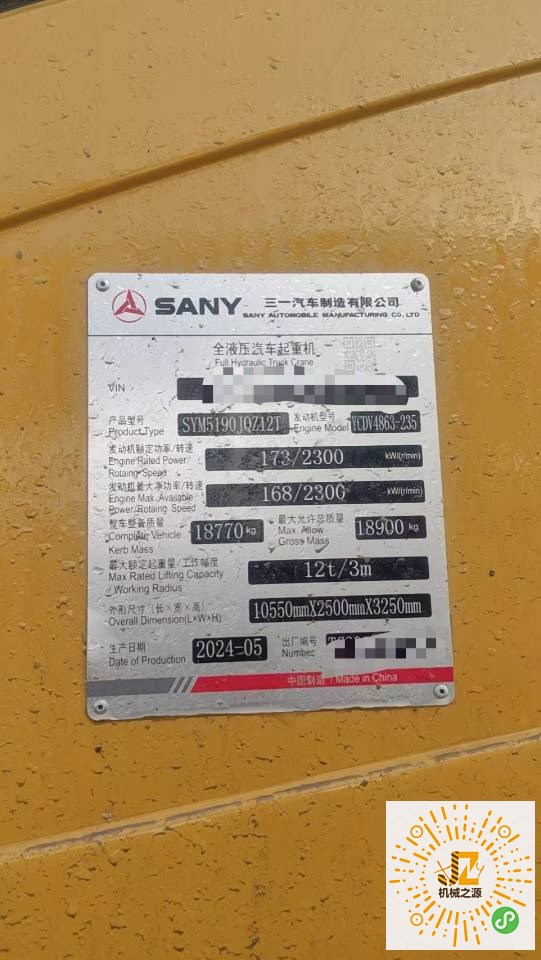 SANY 三一汽车制造有限公司
SANY AUTOMOBILE MANUFACTURING CO. LTD
全液压汽车起重机
Full Hydraulic Truck Crane
VIN
产品型号 SYM5190JQZ12T 发动机型号 YCDV4863-235
Product Type Engine Model
发动机额定功率/转速 173/2300 kW/(r/min)
Engine Rated Power/
Rotaing Speed
发动机最大净功率/转速 168/2300 kW/(r/min)
Engine Max .Available
Power/Rotaing Speed
整车整备质量 18770 kg 最大允许总质量 18900 kg
Complete Vehicle Max. Allow
Kerb Mass Gross Mass
最大额定起重量/工作幅度 12t/3m
Max Rated Lifting Capacity
/ Working Radius
外形尺寸(长×宽×高) 10550mmX2500mmX3250mm
Overall Dimension(L×W×H)
生产日期 2024-05 出厂编号
Date of Production Number
中国制造 / Made in China
JZ
机械之源